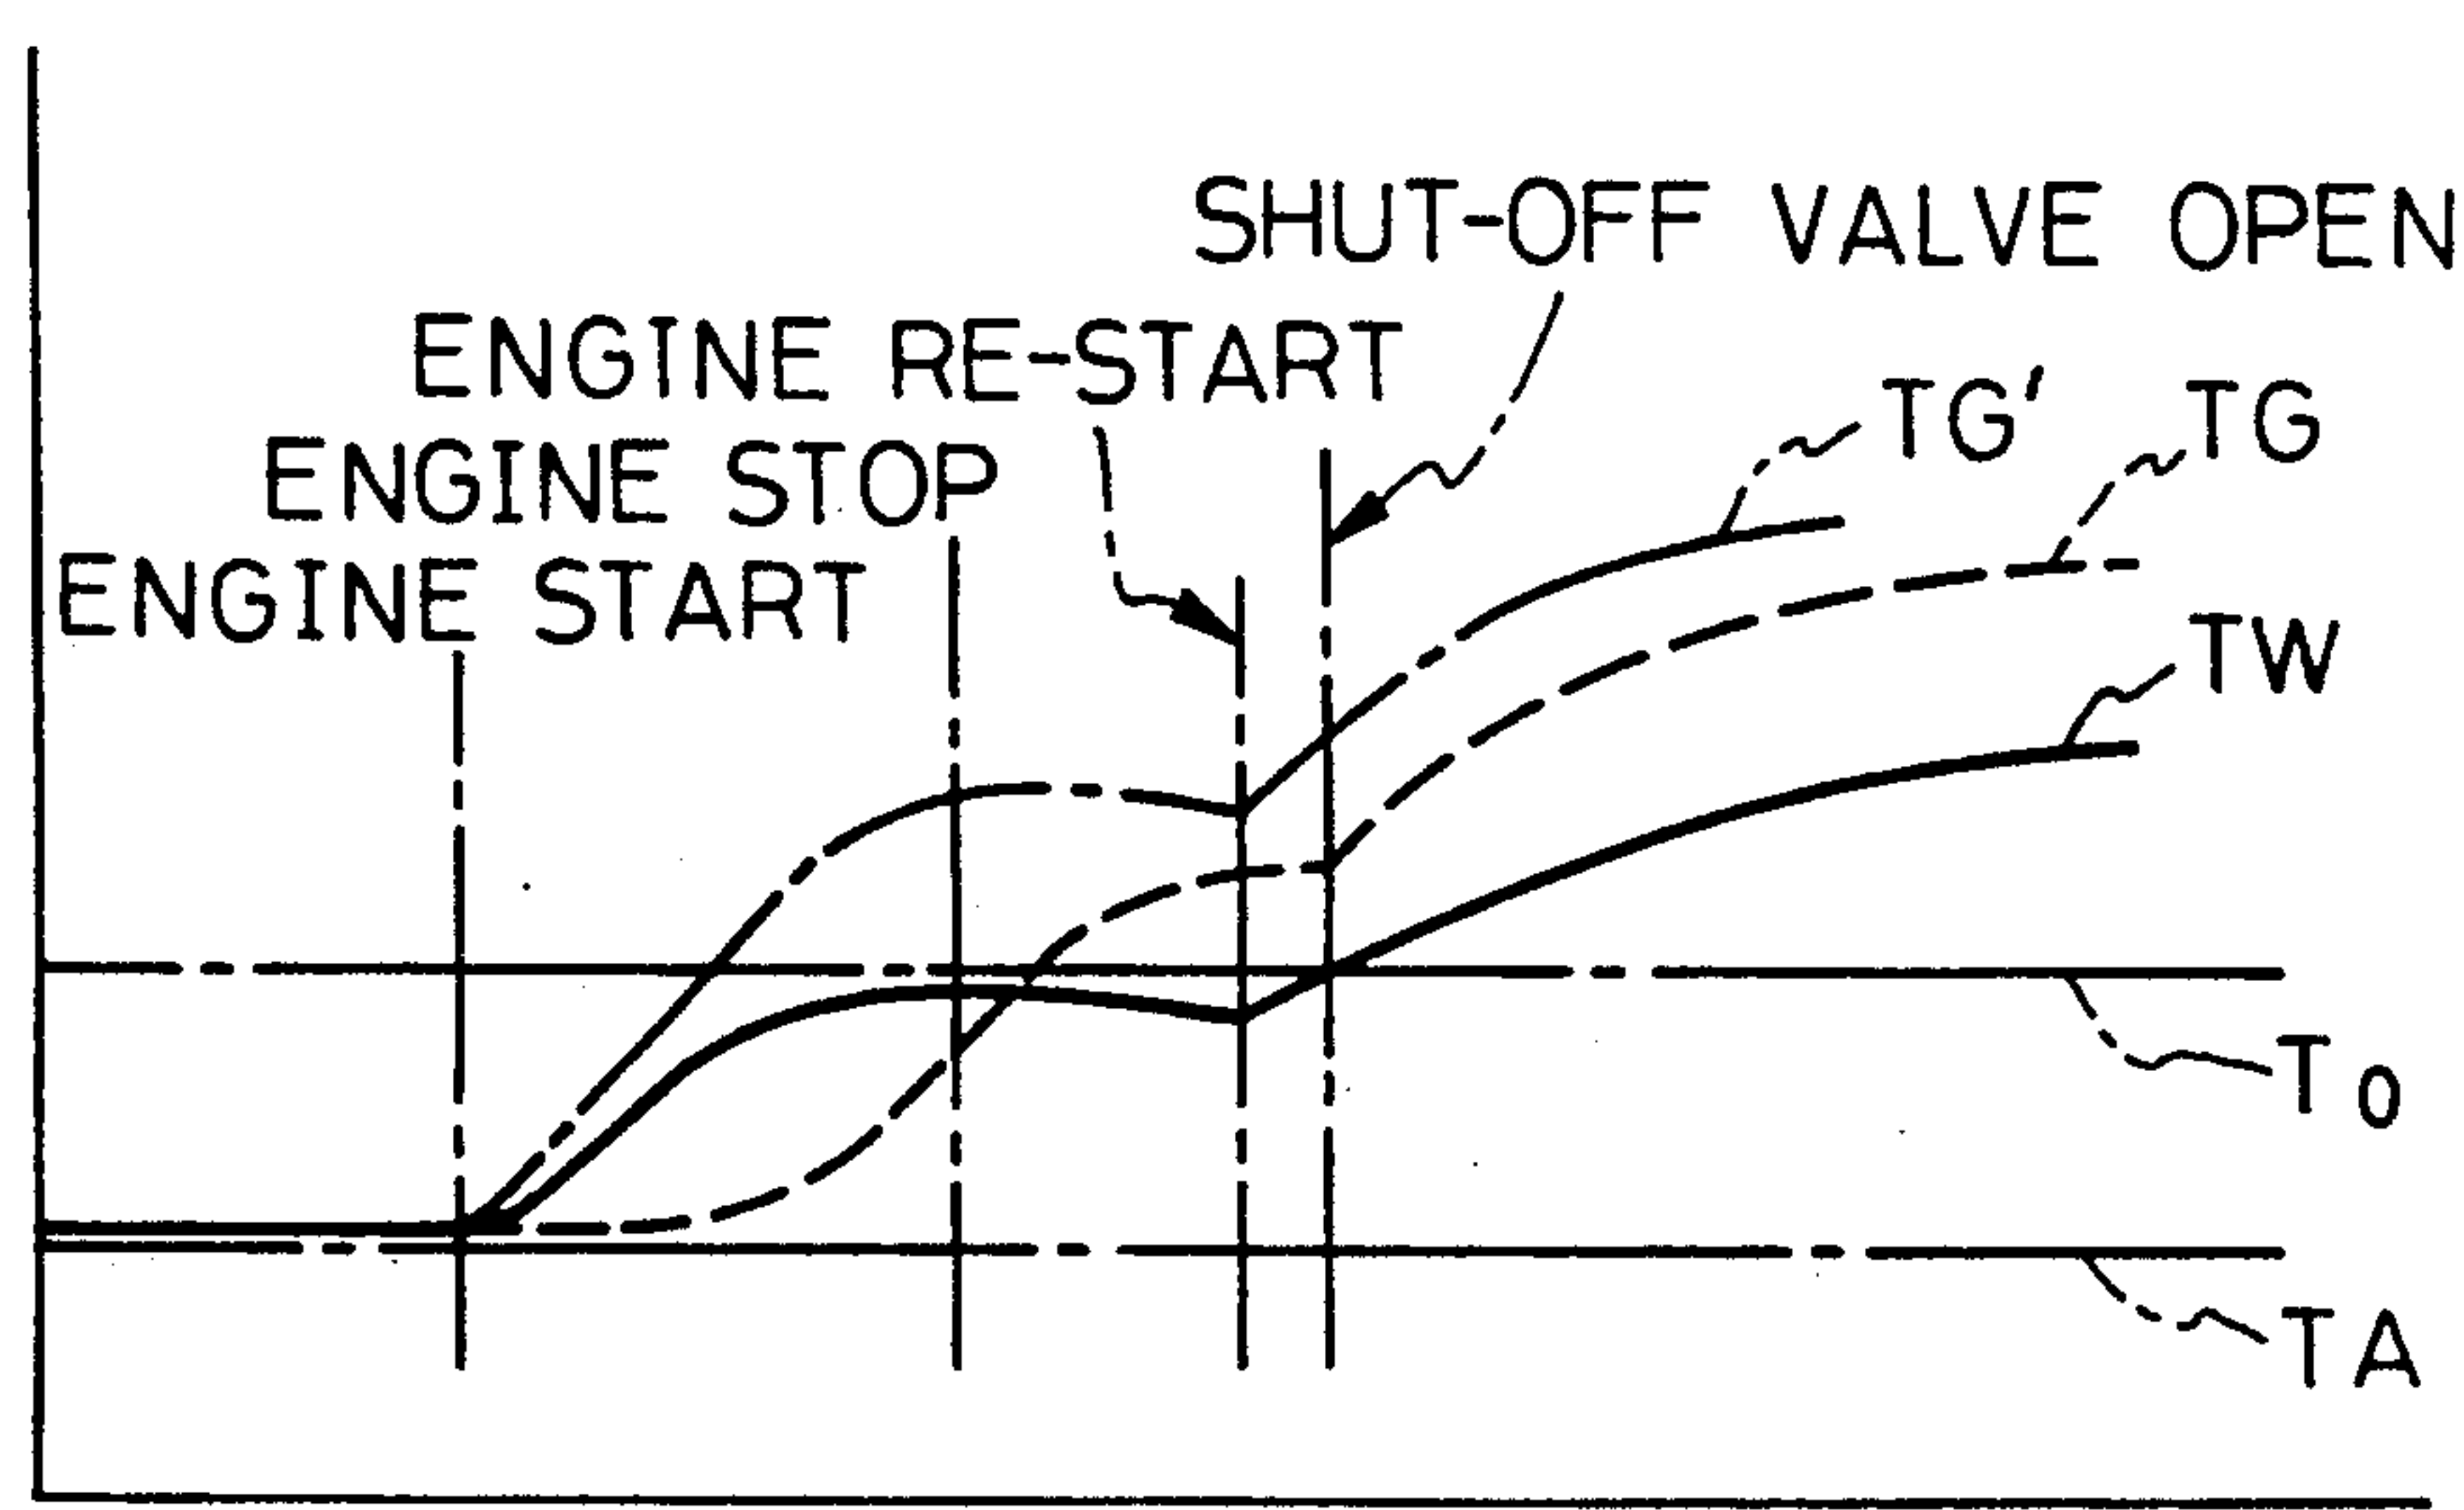 SHUT-OFF VALVE OPEN
ENGINE RE-START
TG' TG
ENGINE STOP
ENGINE START
TW
T0
TA